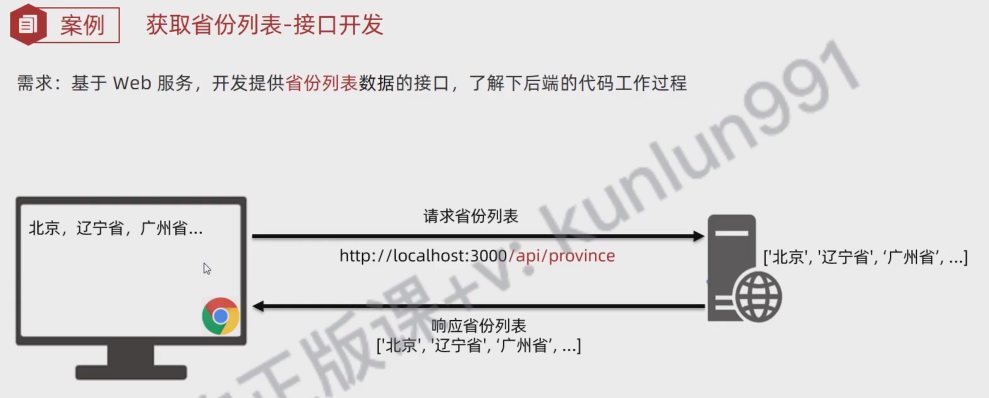 案例
获取省份列表-接口开发
需求：基于 Web 服务，开发提供省份列表数据的接口，了解下后端的代码工作过程
北京，辽宁省，广州省...
请求省份列表
http://localhost:3000/api/province
['北京', '辽宁省', ‘广州省’, ...]
响应省份列表
['北京', '辽宁省', ‘广州省’, ...]
正版课+v: kunlun991